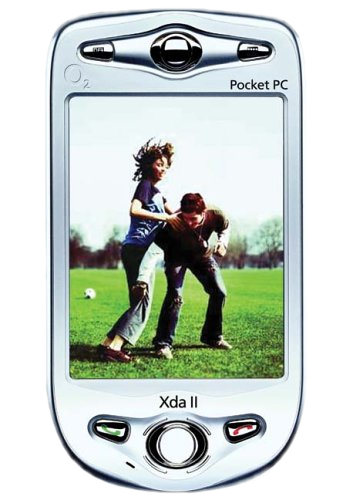 O2
Pocket PC
Xda II